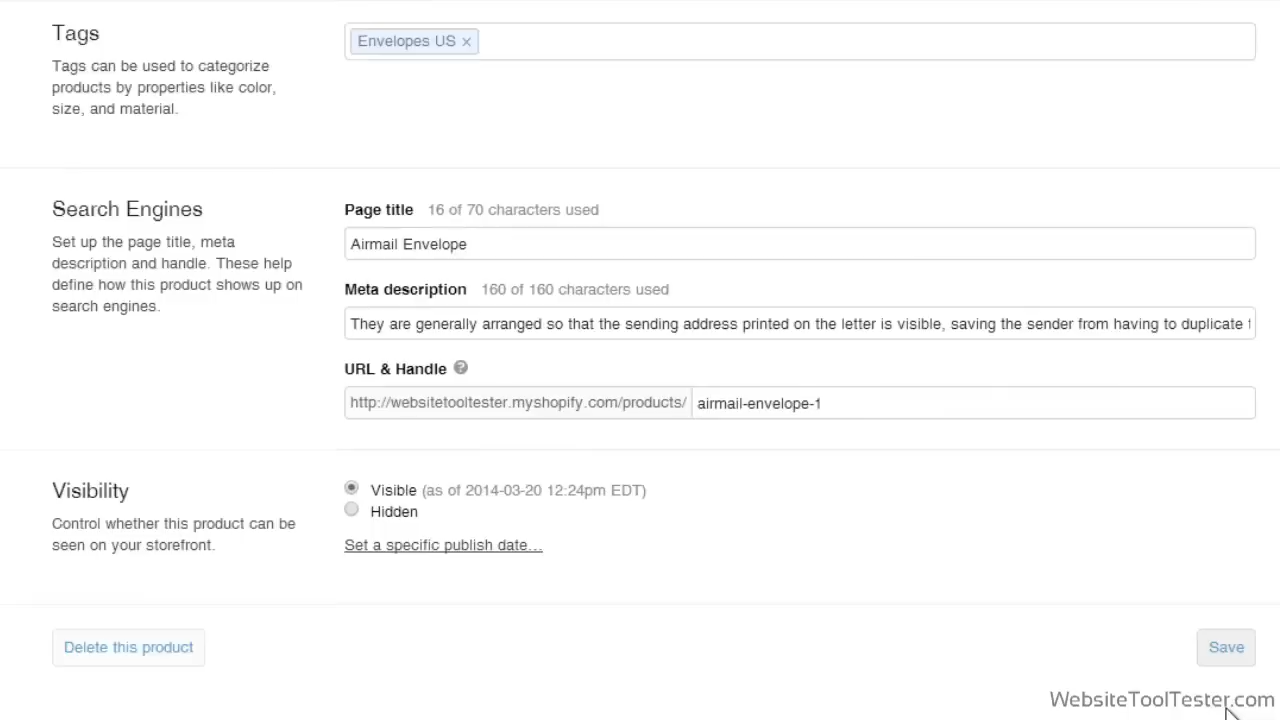 Tags
Envelopes US ×
Tags can be used to categorize
products by properties like color,
size, and material.
Search Engines
Set up the page title, meta
description and handle. These help
define how this product shows up on
search engines.
Page title 16 of 70 characters used
Airmail Envelope
Meta description 160 of 160 characters used
They are generally arranged so that the sending address printed on the letter is visible, saving the sender from having to duplicate
URL & Handle ?
http://websitetooltester.myshopify.com/products/ airmail-envelope-1
Visibility
Control whether this product can be
seen on your storefront.
Visible (as of 2014-03-20 12:24pm EDT)
Hidden
Set a specific publish date...
Delete this product
Save
WebsiteToolTester.com